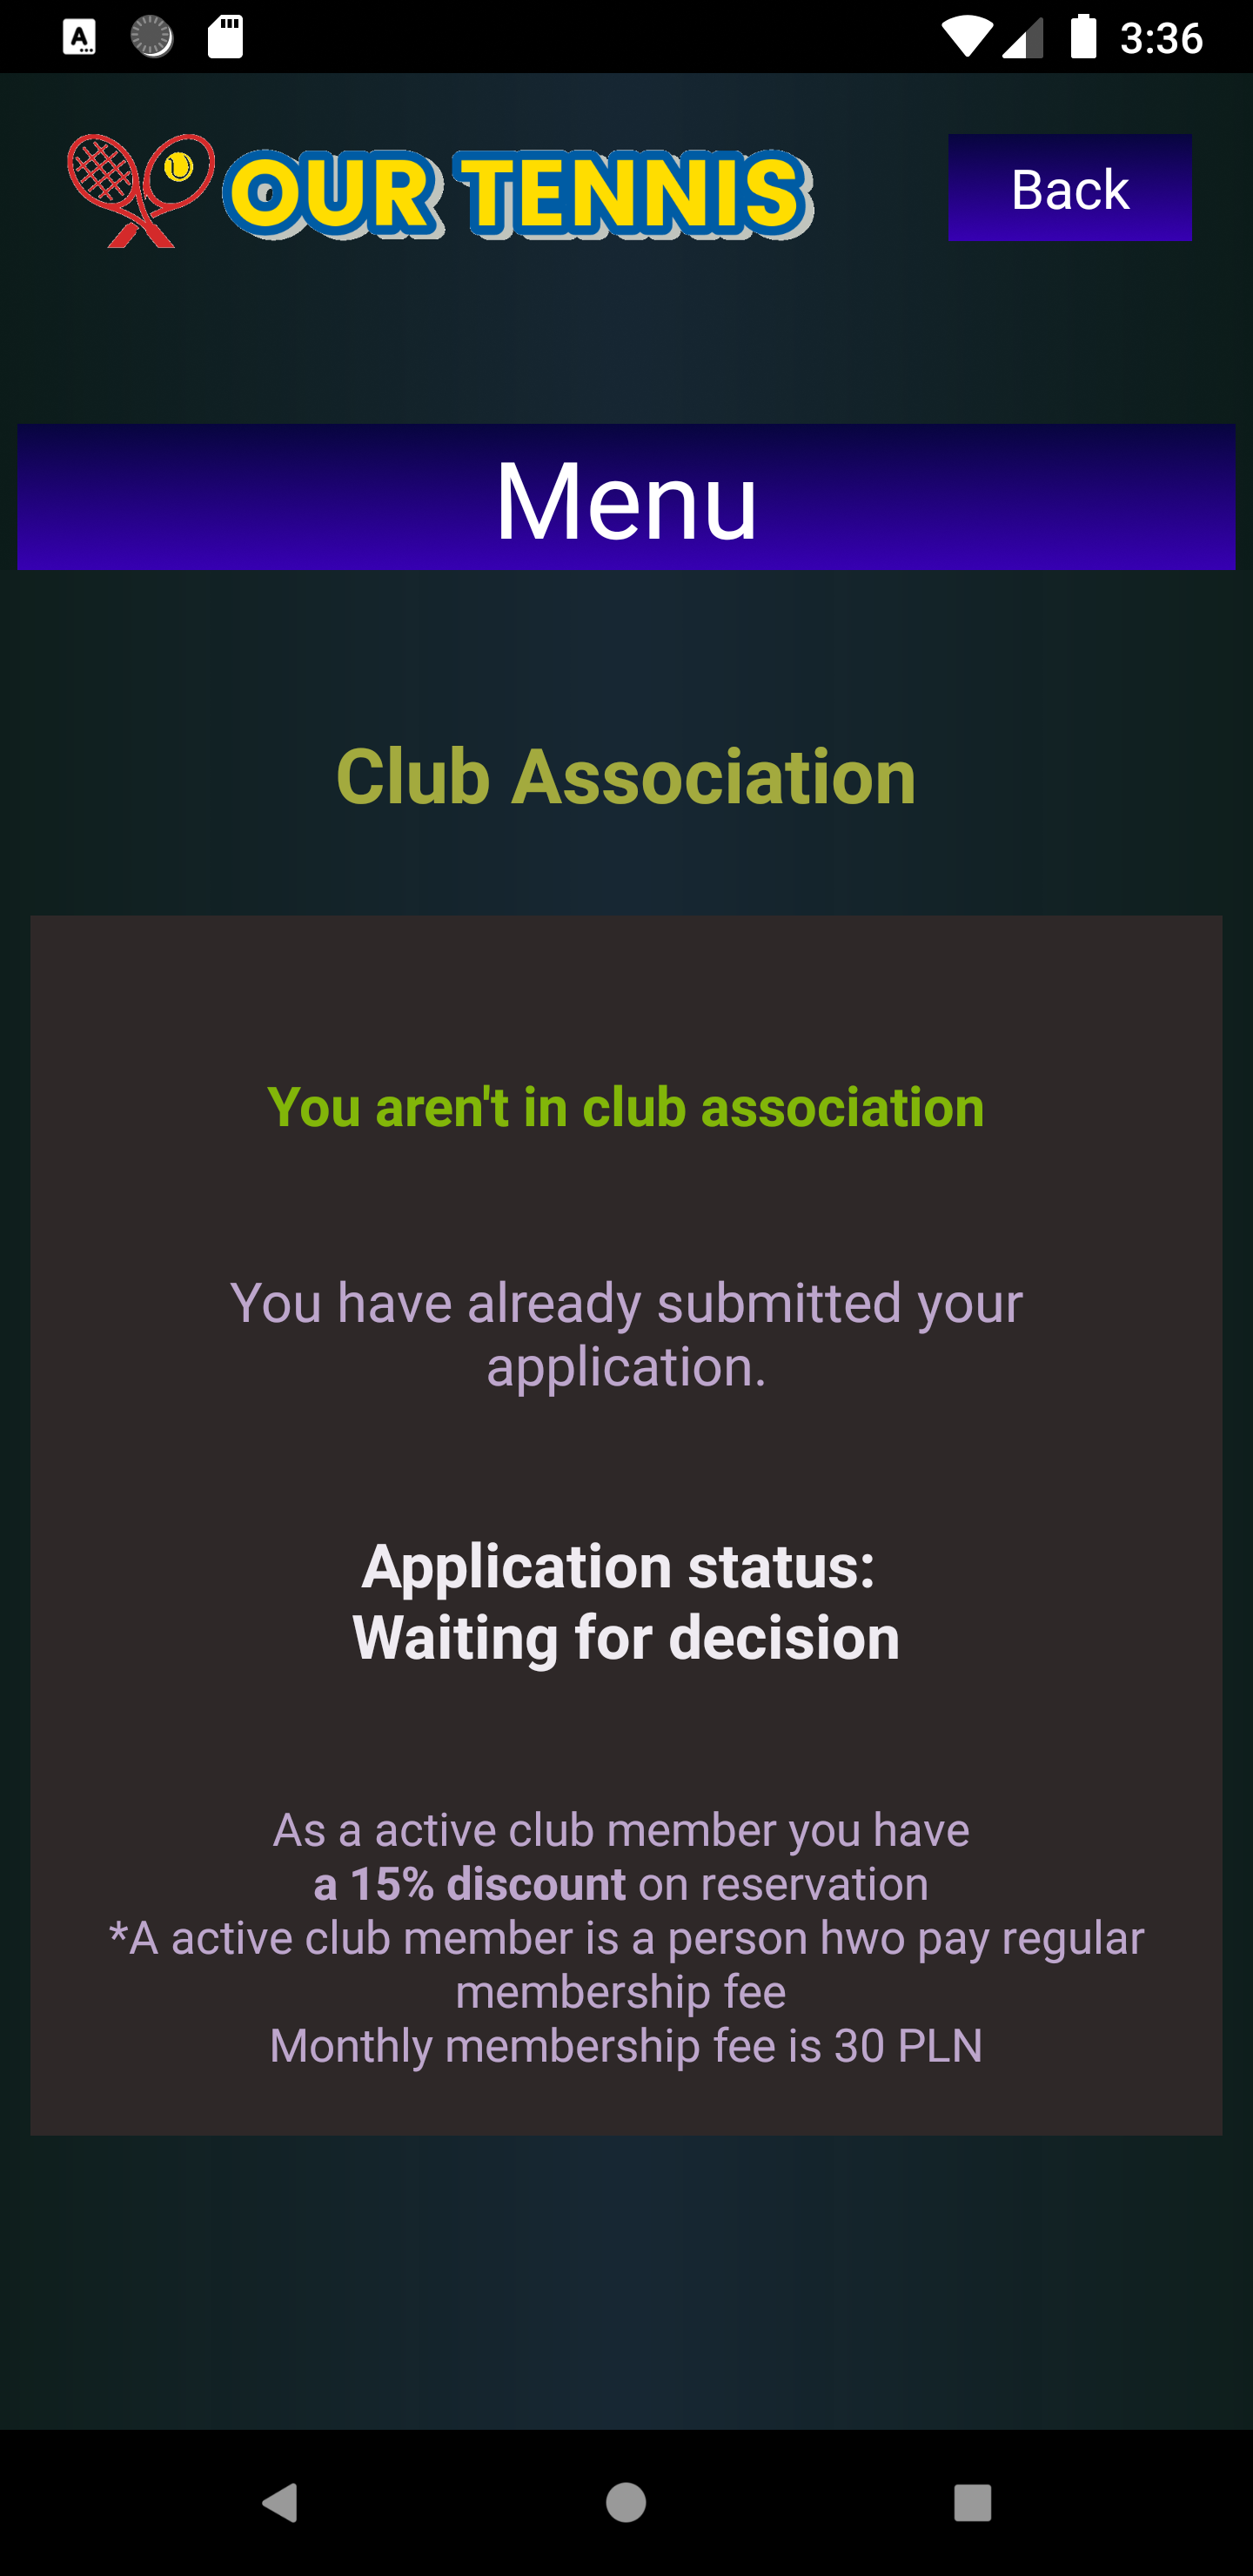 3:36
OUR TENNIS
Back
Menu
Club Association
You aren't in club association
You have already submitted your
application.
Application status:
Waiting for decision
As a active club member you have
a 15% discount on reservation
*A active club member is a person hwo pay regular
membership fee
Monthly membership fee is 30 PLN